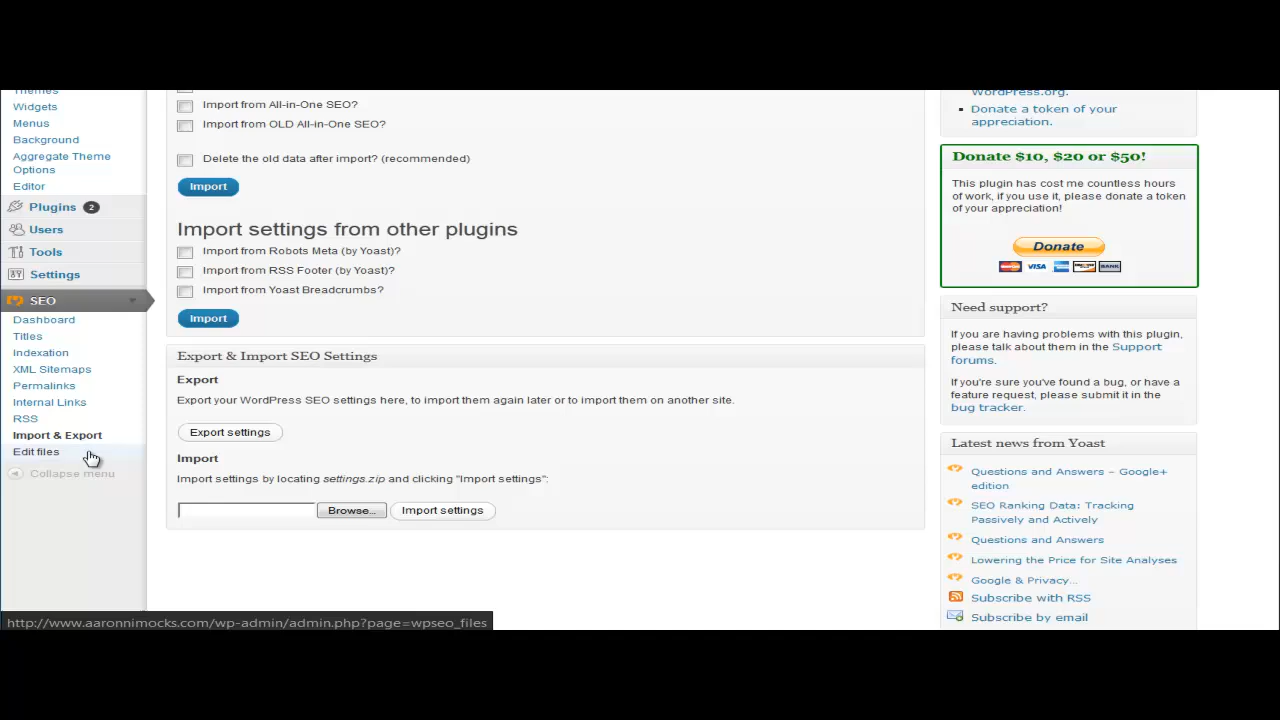 Themes
Widgets
Menus
Background
Aggregate Theme
Options
Editor
Plugins 2
Users
Tools
Settings
SEO
Dashboard
Titles
Indexation
XML Sitemaps
Permalinks
Internal Links
RSS
Import & Export
Edit files
Collapse menu
Import from All-in-One SEO?
Import from OLD All-in-One SEO?
Delete the old data after import? (recommended)
Import
Import settings from other plugins
Import from Robots Meta (by Yoast)?
Import from RSS Footer (by Yoast)?
Import from Yoast Breadcrumbs?
Import
Export & Import SEO Settings
Export
Export your WordPress SEO settings here, to import them again later or to import them on another site.
Export settings
Import
Import settings by locating settings.zip and clicking "Import settings":
Browse...
Import settings
WordPress.org.
Donate a token of your
appreciation.
Donate $10, $20 or $50!
This plugin has cost me countless hours
of work, if you use it, please donate a token
of your appreciation!
Donate
VISA
BANK
Need support?
If you are having problems with this plugin,
please talk about them in the Support
forums.
If you're sure you've found a bug, or have a
feature request, please submit it in the
bug tracker.
Latest news from Yoast
Questions and Answers – Google+
edition
SEO Ranking Data: Tracking
Passively and Actively
Questions and Answers
Lowering the Price for Site Analyses
Google & Privacy...
Subscribe with RSS
Subscribe by email
http://www.aaronnimocks.com/wp-admin/admin.php?page=wpseo_files